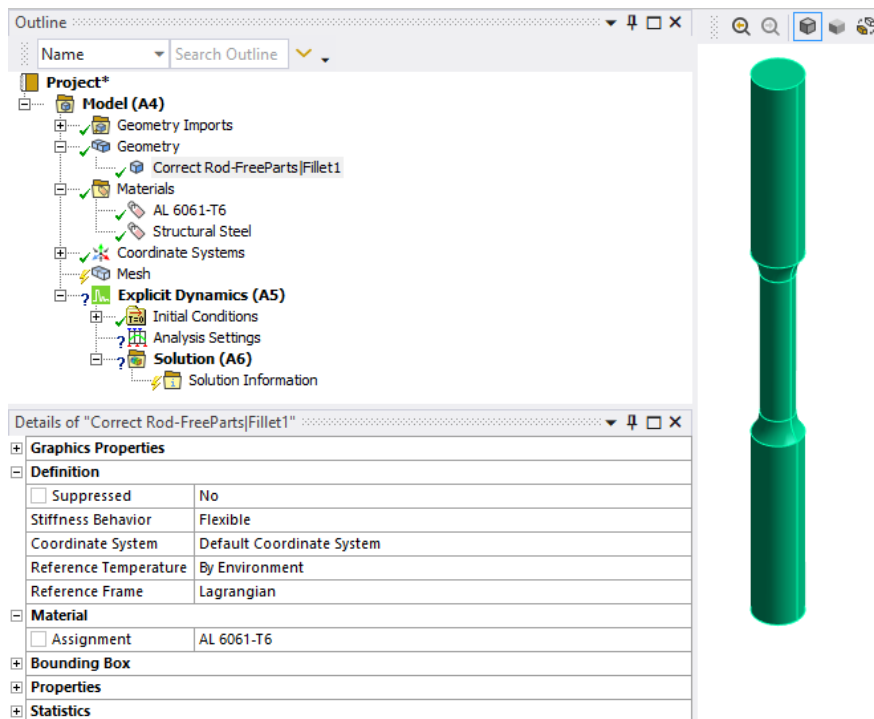 Outline
Name Search Outline
Project*
Model (A4)
Geometry Imports
Geometry
Correct Rod-FreeParts|Fillet1
Materials
AL 6061-T6
Structural Steel
Coordinate Systems
Mesh
Explicit Dynamics (A5)
T=0 Initial Conditions
Analysis Settings
Solution (A6)
Solution Information
Details of "Correct Rod-FreeParts|Fillet1"
Graphics Properties
Definition
Suppressed No
Stiffness Behavior Flexible
Coordinate System Default Coordinate System
Reference Temperature By Environment
Reference Frame Lagrangian
Material
Assignment AL 6061-T6
Bounding Box
Properties
Statistics